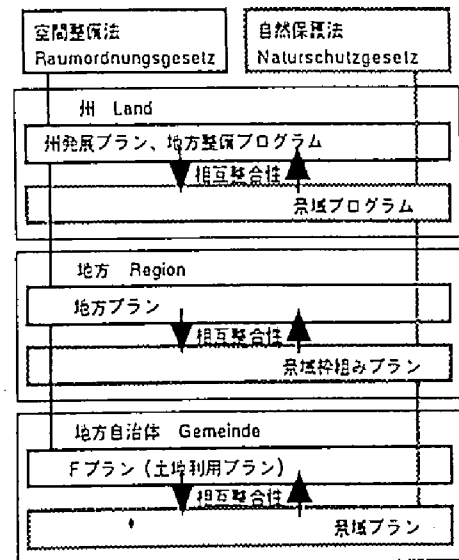 空間整備法
Raumordnungsgesetz
自然保護法
Naturschutzgesetz
州 Land
州発展プラン、地方整備プログラム
相互整合性
景域プログラム
地方 Region
地方プラン
相互整合性
景域枠組みプラン
地方自治体 Gemeinde
Fプラン（土地利用プラン）
相互整合性
景域プラン